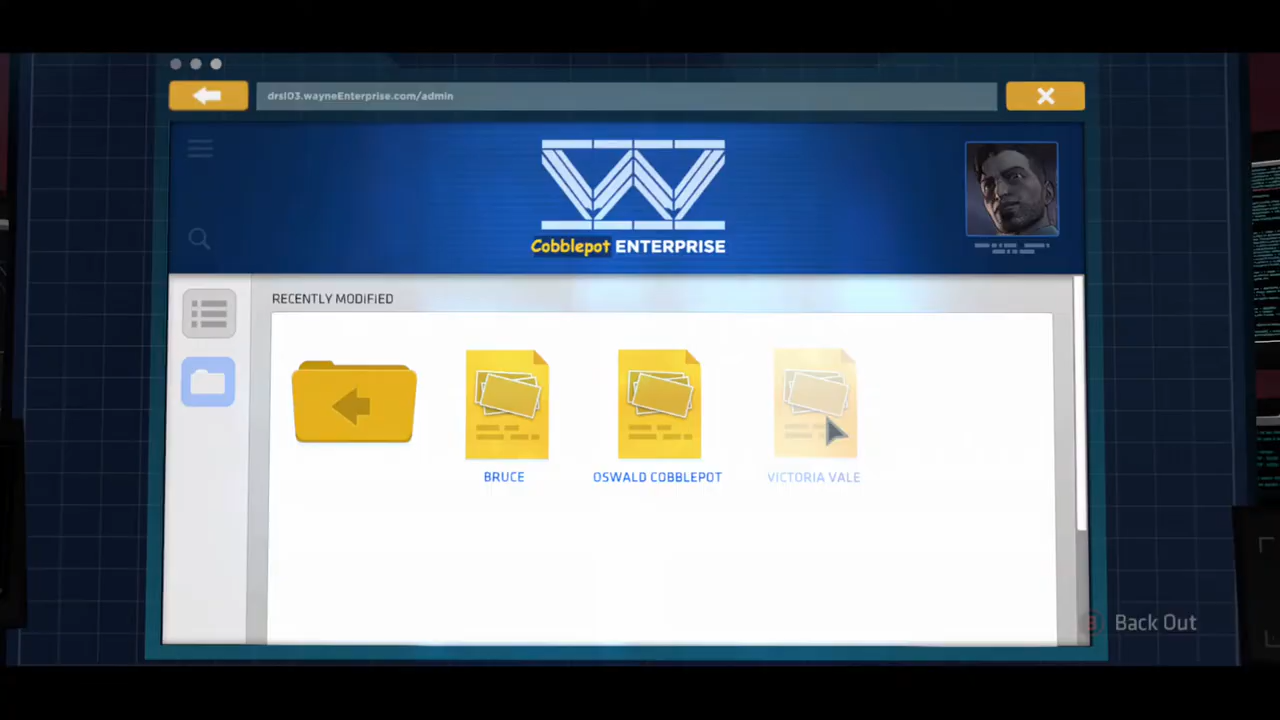 drsl03.wayneEnterprise.com/admin
Cobblepot ENTERPRISE
RECENTLY MODIFIED
BRUCE
OSWALD COBBLEPOT
VICTORIA VALE
Back Out